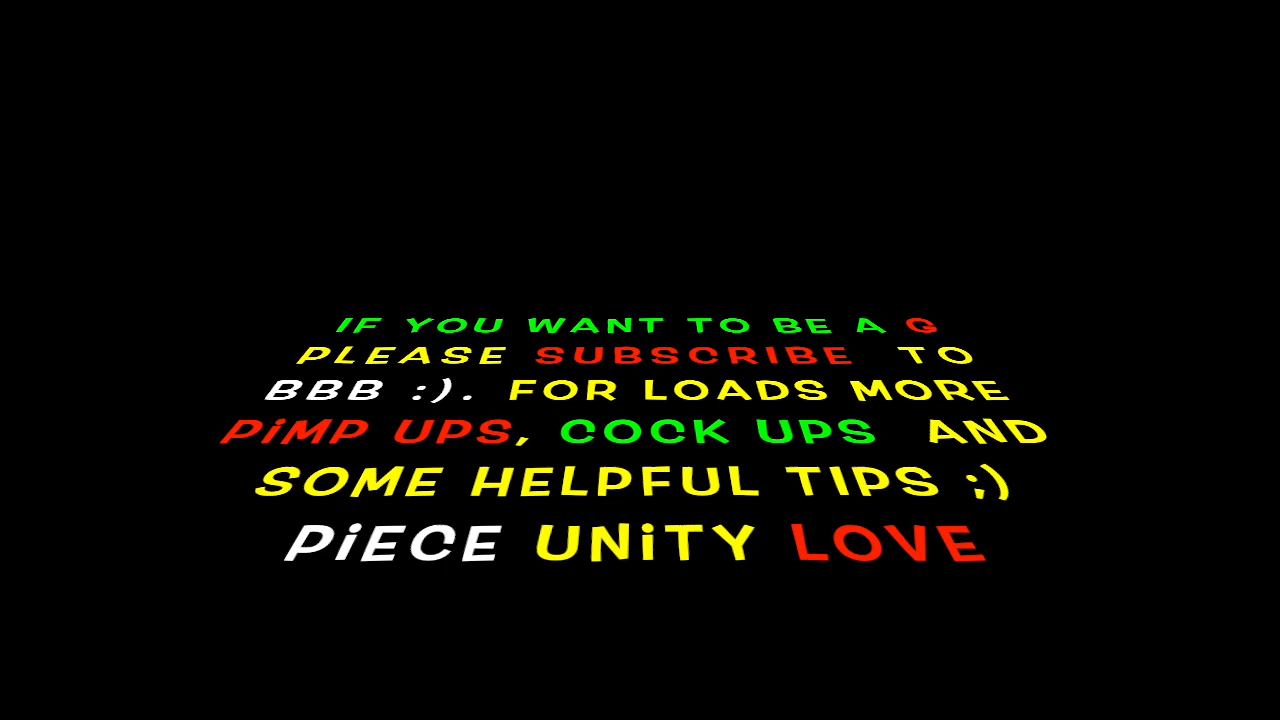 IF YOU WANT TO BE A G
PLEASE SUBSCRIBE TO
BBB :). FOR LOADS MORE
PiMP UPS, COCK UPS AND
SOME HELPFUL TIPS ;)
PiECE UNiTY LOVE